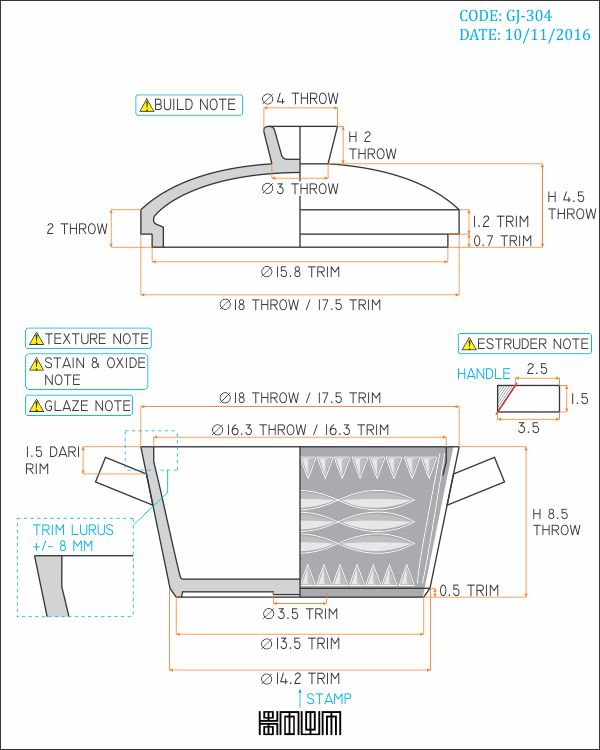 CODE: GJ-304
DATE: 10/11/2016
BUILD NOTE
∅4 THROW
H 2
THROW
∅3 THROW
H 4.5
THROW
2 THROW
1.2 TRIM
0.7 TRIM
∅15.8 TRIM
∅18 THROW / 17.5 TRIM
TEXTURE NOTE
STAIN & OXIDE
NOTE
GLAZE NOTE
ESTRUDER NOTE
HANDLE
2.5
1.5
3.5
∅18 THROW / 17.5 TRIM
∅16.3 THROW / 16.3 TRIM
1.5 DARI
RIM
H 8.5
THROW
TRIM LURUS
+/- 8 MM
0.5 TRIM
∅3.5 TRIM
∅13.5 TRIM
∅14.2 TRIM
STAMP